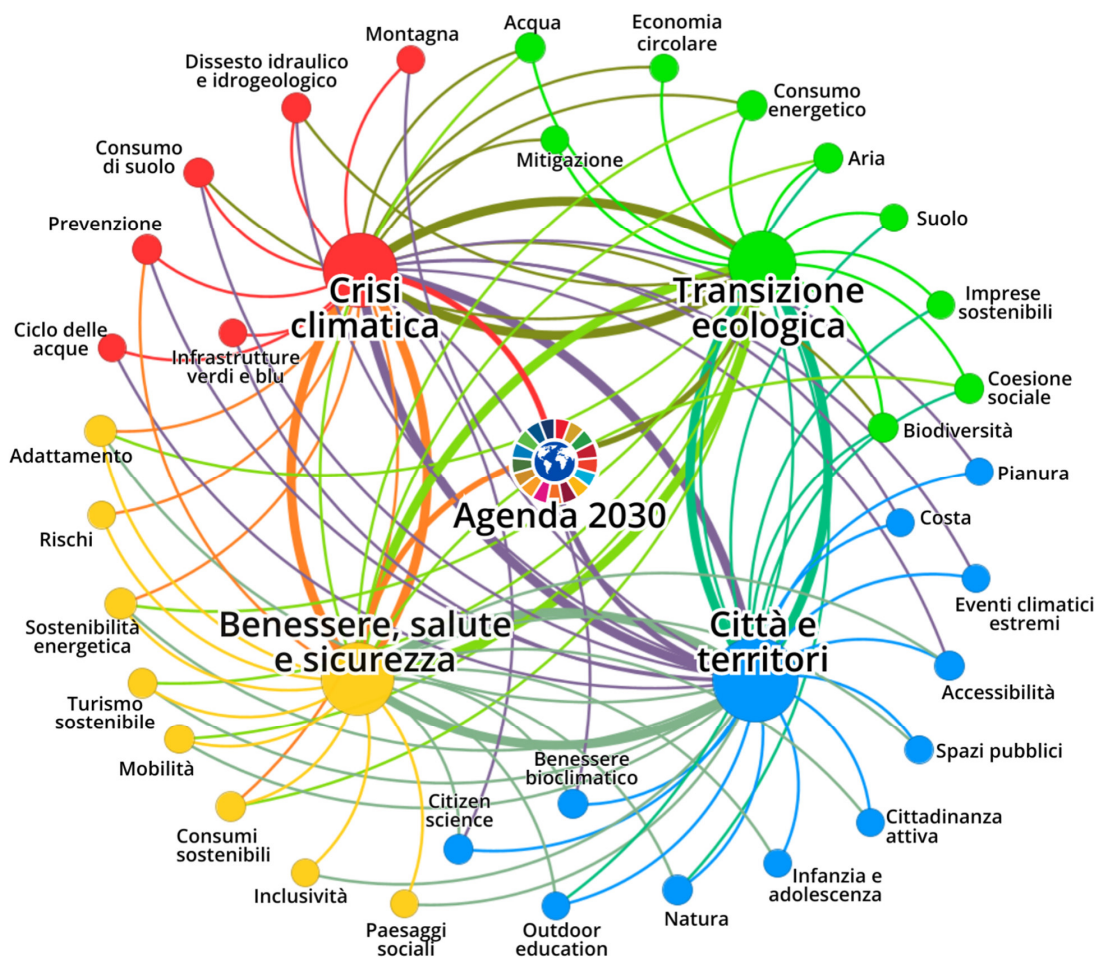 Acqua
Economia
circolare
Montagna
Dissesto idraulico
e idrogeologico
Consumo
energetico
Consumo
di suolo
Mitigazione
Aria
Prevenzione
Suolo
Crisi
climatica
Transizione
ecologica
Imprese
sostenibili
Ciclo delle
acque
Infrastrutture
verdi e blu
Coesione
sociale
Biodiversità
Adattamento
Pianura
Agenda 2030
Costa
Rischi
Eventi climatici
estremi
Sostenibilità
energetica
Benessere, salute
e sicurezza
Città e
territori
Accessibilità
Turismo
sostenibile
Spazi pubblici
Mobilità
Benessere
bioclimatico
Citizen
science
Cittadinanza
attiva
Consumi
sostenibili
Infanzia e
adolescenza
Inclusività
Natura
Paesaggi
sociali
Outdoor
education